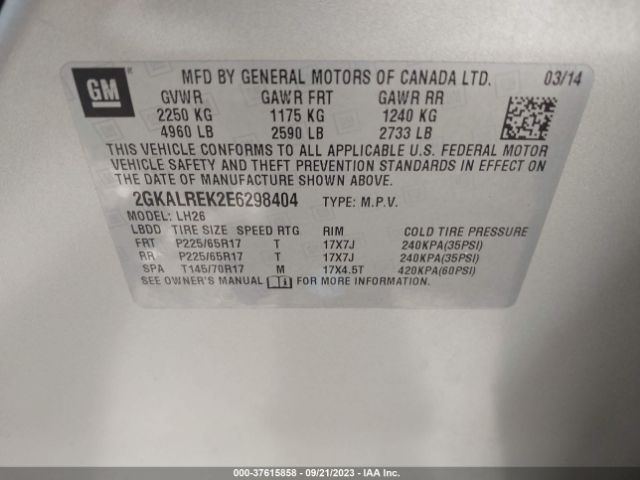 GM® MFD BY GENERAL MOTORS OF CANADA LTD. 03/14
GVWR GAWR FRT GAWR RR
2250 KG 1175 KG 1240 KG
4960 LB 2590 LB 2733 LB
THIS VEHICLE CONFORMS TO ALL APPLICABLE U.S. FEDERAL MOTOR
VEHICLE SAFETY AND THEFT PREVENTION STANDARDS IN EFFECT ON
THE DATE OF MANUFACTURE SHOWN ABOVE.
2GKALREK2E6298404 TYPE: M.P.V.
MODEL: LH26
LBDD TIRE SIZE SPEED RTG RIM COLD TIRE PRESSURE
FRT P225/65R17 T 17X7J 240KPA(35PSI)
RR P225/65R17 T 17X7J 240KPA(35PSI)
SPA T145/70R17 M 17X4.5T 420KPA(60PSI)
SEE OWNER'S MANUAL FOR MORE INFORMATION.
000-37615858 - 09/21/2023 - IAA Inc.